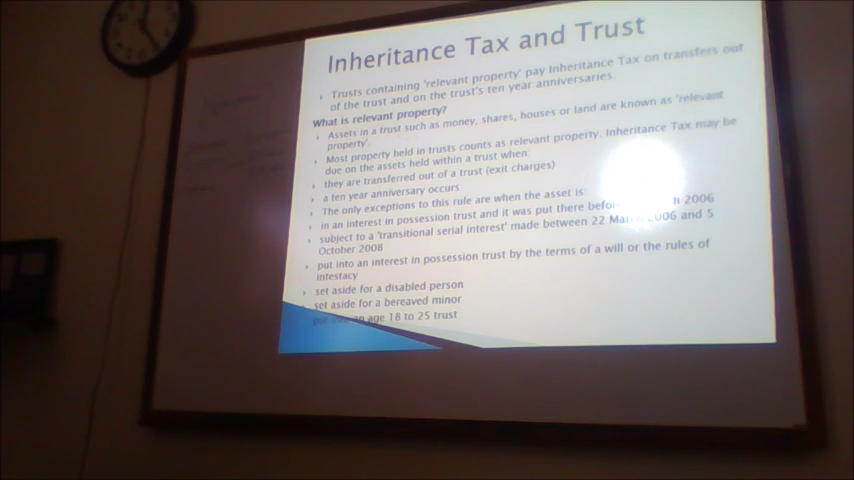 Inheritance Tax and Trust
Trusts containing 'relevant property' pay Inheritance Tax on transfers out
of the trust and on the trust's ten year anniversaries.
What is relevant property?
Assets in a trust such as money, shares, houses or land are known as 'relevant
property'.
Most property held in trusts counts as relevant property. Inheritance Tax may be
due on the assets held within a trust when:
they are transferred out of a trust (exit charges)
a ten year anniversary occurs
The only exceptions to this rule are when the asset is:
in an interest in possession trust and it was put there before 2006
subject to a 'transitional serial interest' made between 22 March 2006 and 5
October 2008
put into an interest in possession trust by the terms of a will or the rules of
intestacy
set aside for a disabled person
set aside for a bereaved minor
put into an age 18 to 25 trust